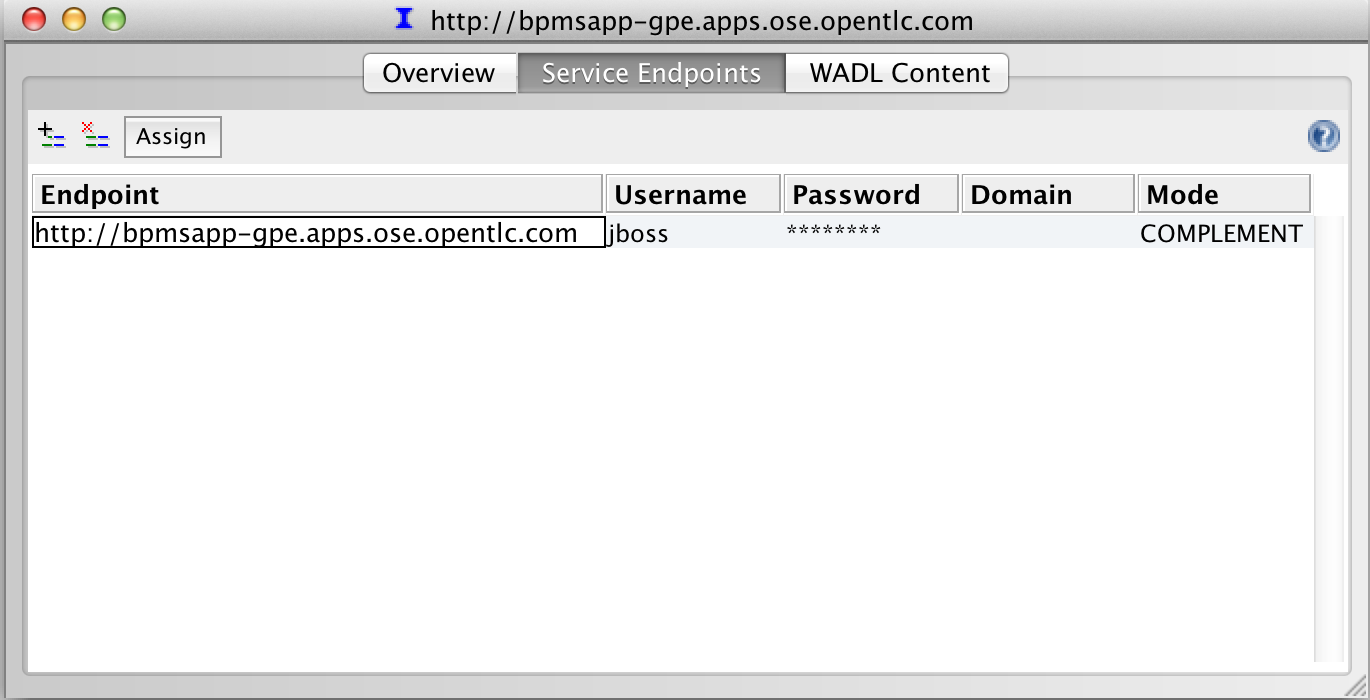 http://bpmsapp-gpe.apps.ose.opentlc.com
Overview Service Endpoints WADL Content
Assign ?
Endpoint Username Password Domain Mode
http://bpmsapp-gpe.apps.ose.opentlc.com jboss ******** COMPLEMENT